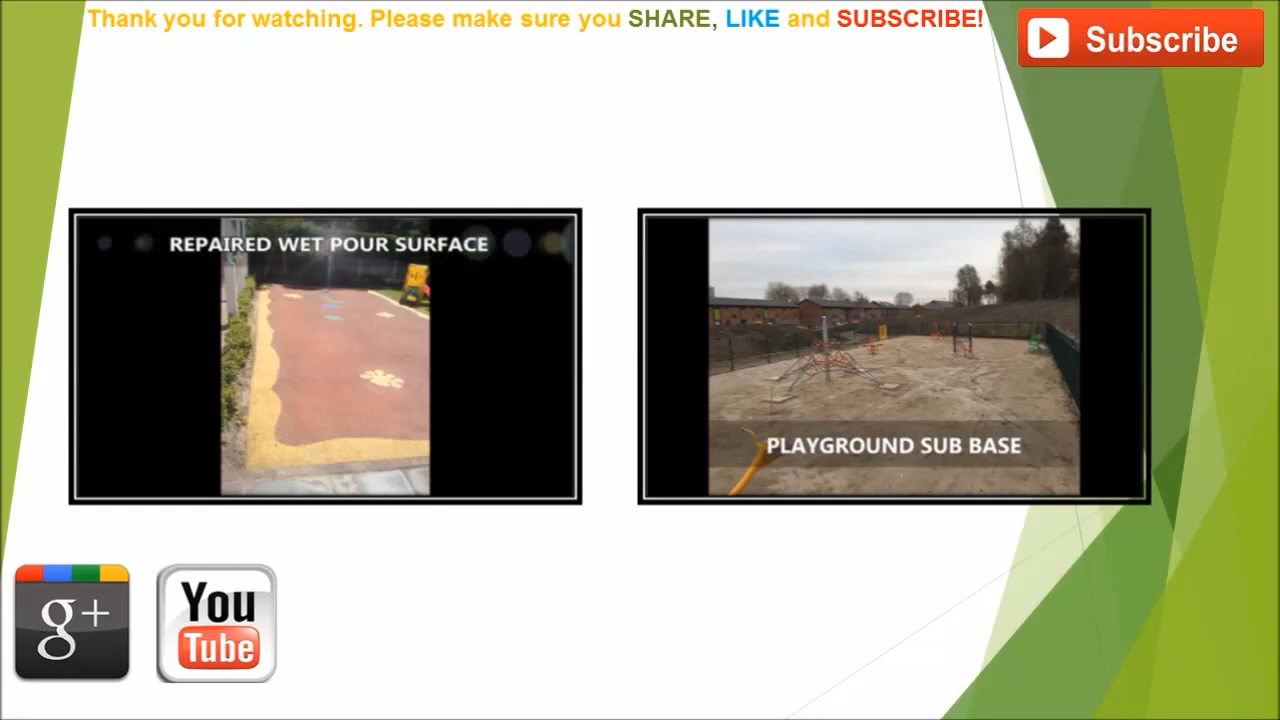 Thank you for watching. Please make sure you SHARE, LIKE and SUBSCRIBE!
Subscribe
REPAIRED WET POUR SURFACE
PLAYGROUND SUB BASE
g+
You
Tube